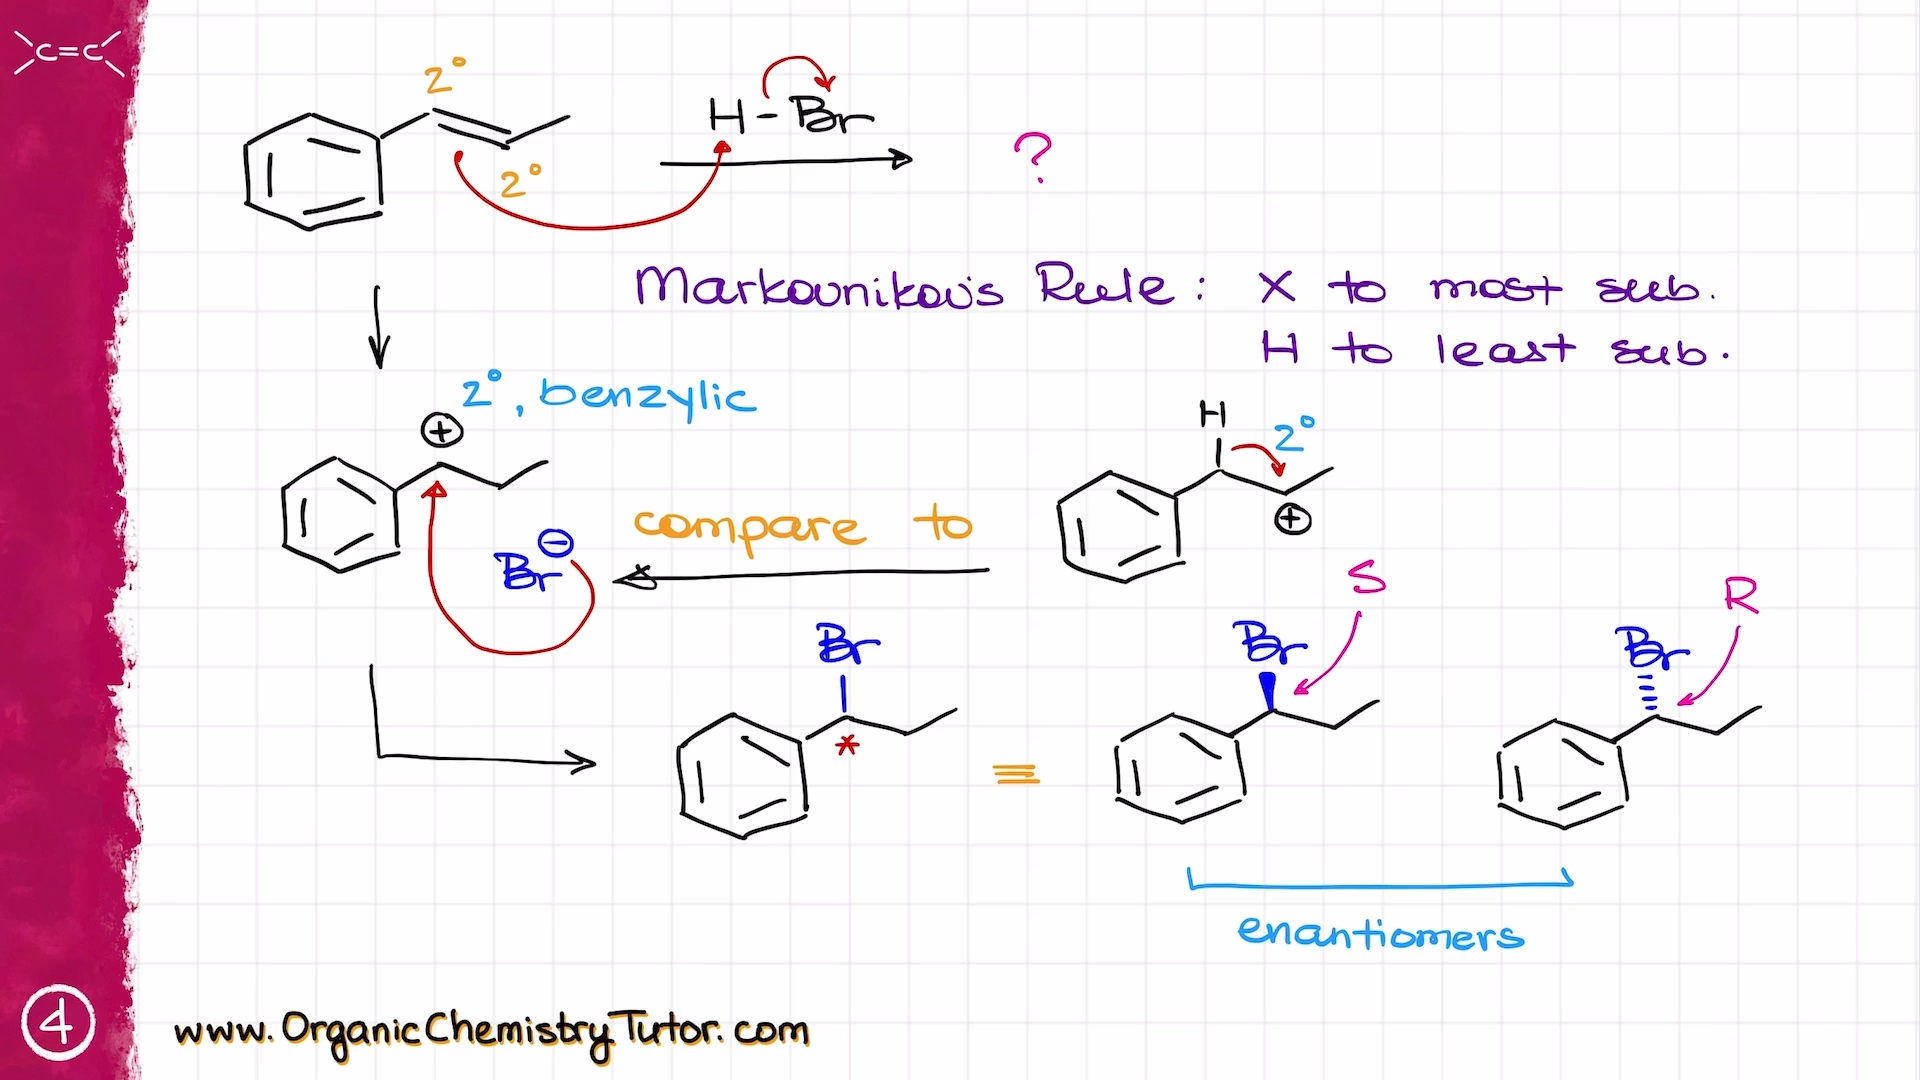 C=C
2°
H-Br
2°
?
Markovnikov's Rule: X to most sub.
H to least sub.
2°, benzylic
⊕
H
2°
compare to
⊕
Br⊖
S
R
Br
Br
Br
*
≡
enantiomers
4
www.OrganicChemistryTutor.com